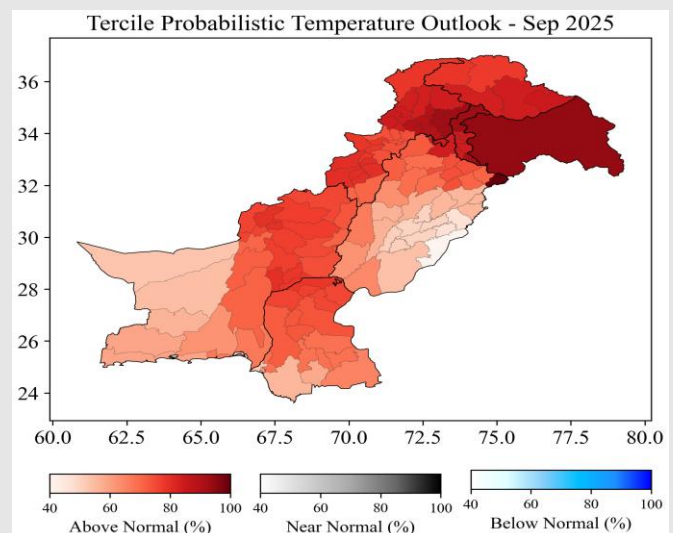 Tercile Probabilistic Temperature Outlook - Sep 2025
36
34
32
30
28
26
24
60.0 62.5 65.0 67.5 70.0 72.5 75.0 77.5 80.0
40 60 80 100 40 60 80 100 40 60 80 100
Above Normal (%) Near Normal (%) Below Normal (%)